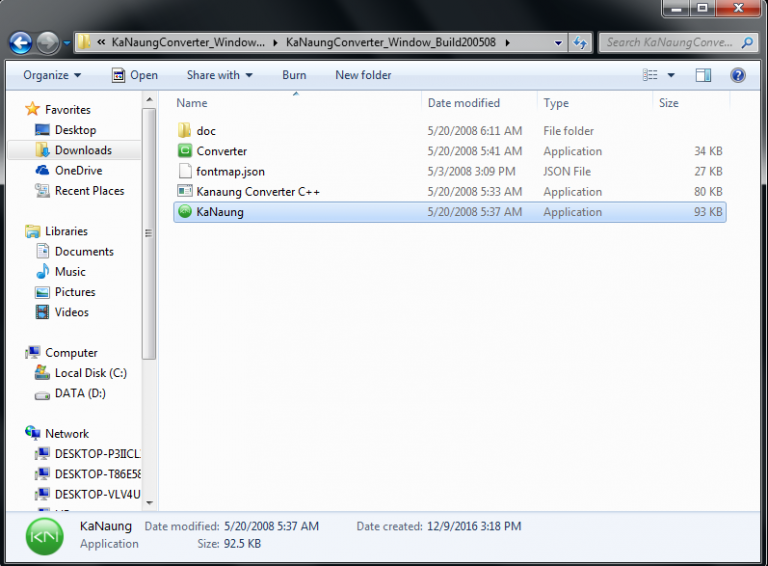 « KaNaungConverter_Window... ▸ KaNaungConverter_Window_Build200508 ▸ Search KaNaungConve...
Organize Open Share with Burn New folder
Name Date modified Type Size
Favorites
Desktop
Downloads
OneDrive
Recent Places
Libraries
Documents
Music
Pictures
Videos
Computer
Local Disk (C:)
DATA (D:)
Network
DESKTOP-P3IICL
DESKTOP-T86E58
DESKTOP-VLV4U
doc 5/20/2008 6:11 AM File folder
Converter 5/20/2008 5:41 AM Application 34 KB
fontmap.json 5/3/2008 3:09 PM JSON File 27 KB
Kanaung Converter C++ 5/20/2008 5:33 AM Application 80 KB
KaNaung 5/20/2008 5:37 AM Application 93 KB
KN
KaNaung Date modified: 5/20/2008 5:37 AM Date created: 12/9/2016 3:18 PM
Application Size: 92.5 KB